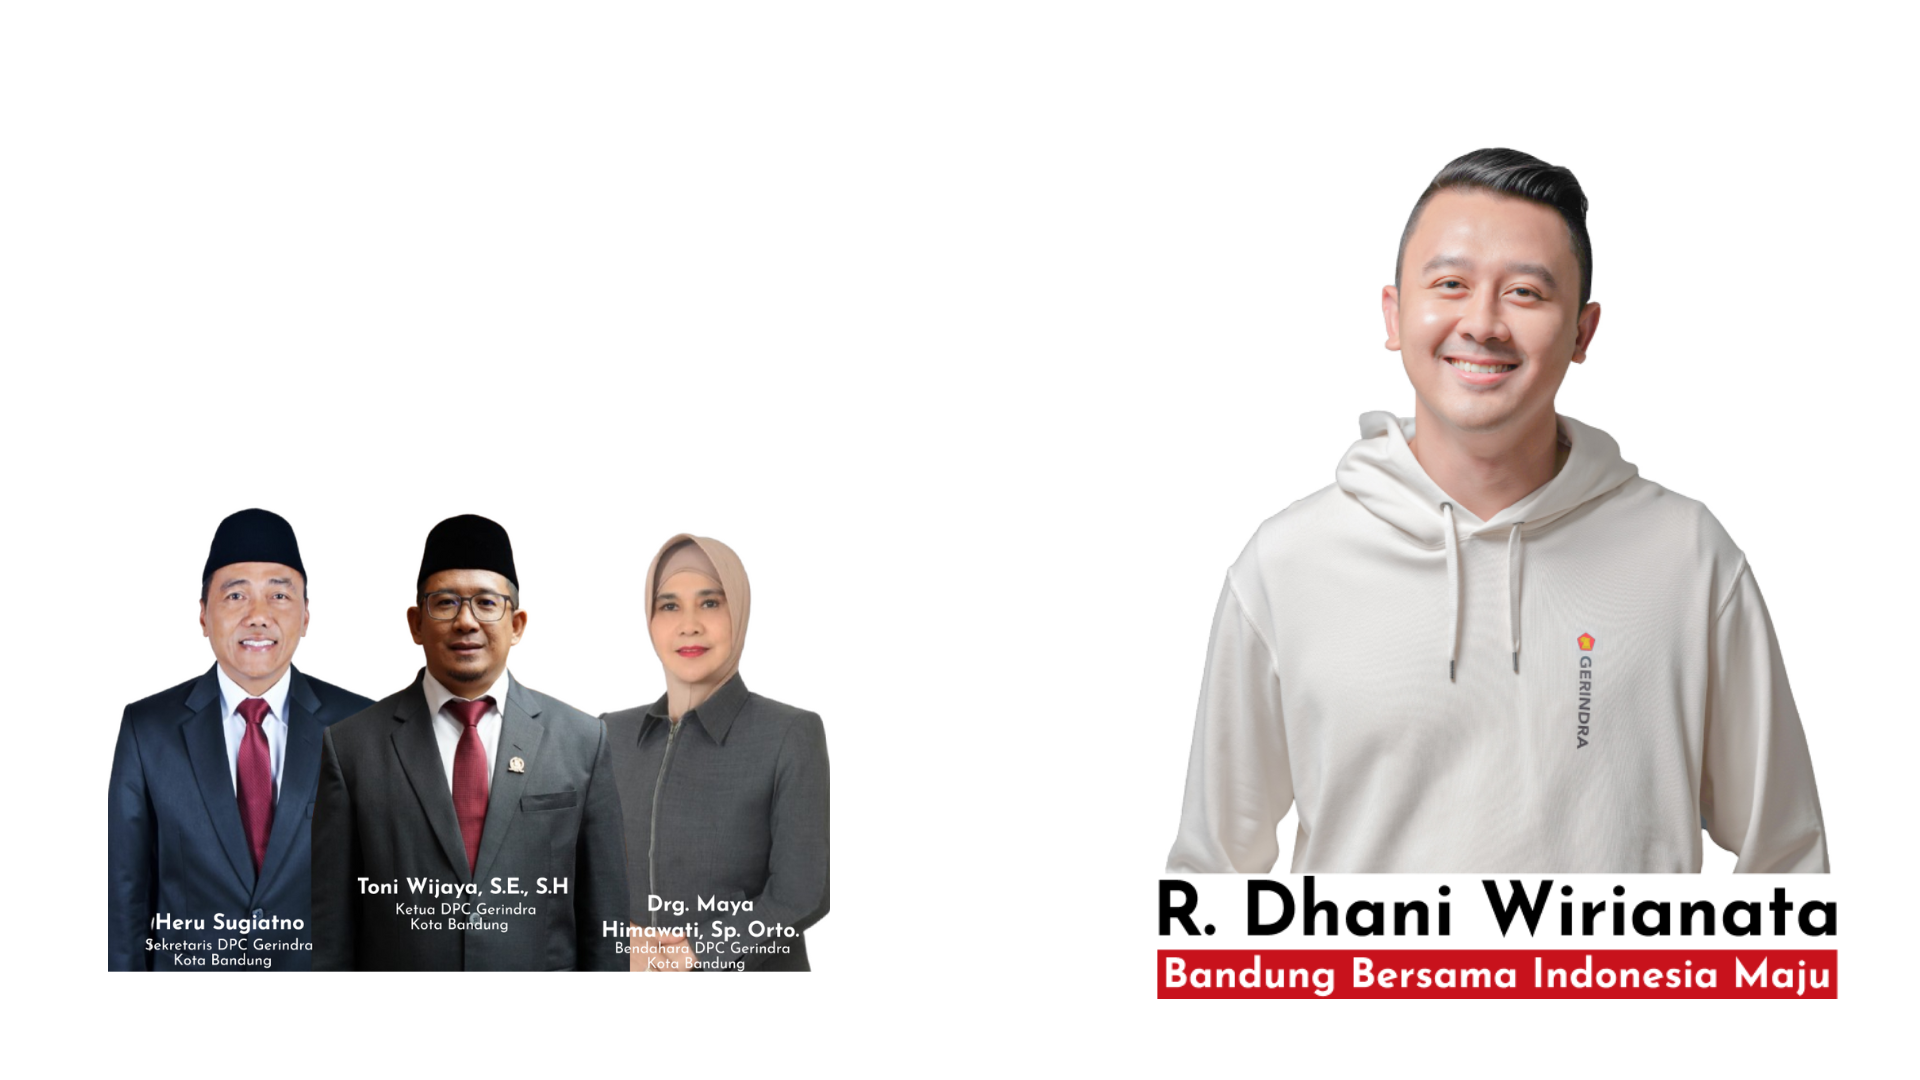 Heru Sugiatno
Sekretaris DPC Gerindra
Kota Bandung
Toni Wijaya, S.E., S.H
Ketua DPC Gerindra
Kota Bandung
Drg. Maya
Himawati, Sp. Orto.
Bendahara DPC Gerindra
Kota Bandung
GERINDRA
R. Dhani Wirianata
Bandung Bersama Indonesia Maju